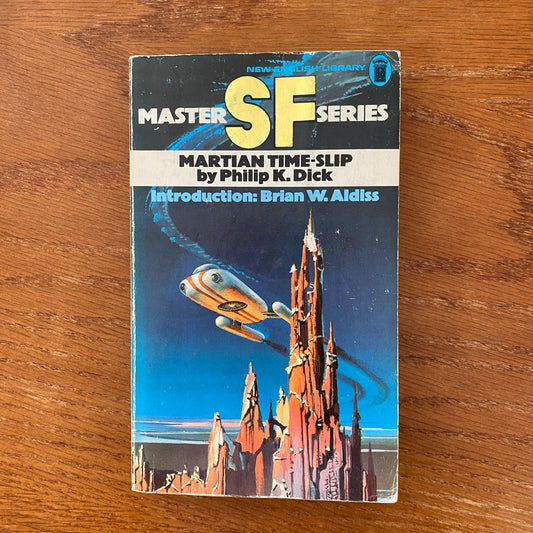 NEW ENGLISH LIBRARY
MASTER SF SERIES
MARTIAN TIME-SLIP
by Philip K. Dick
Introduction: Brian W. Aldiss